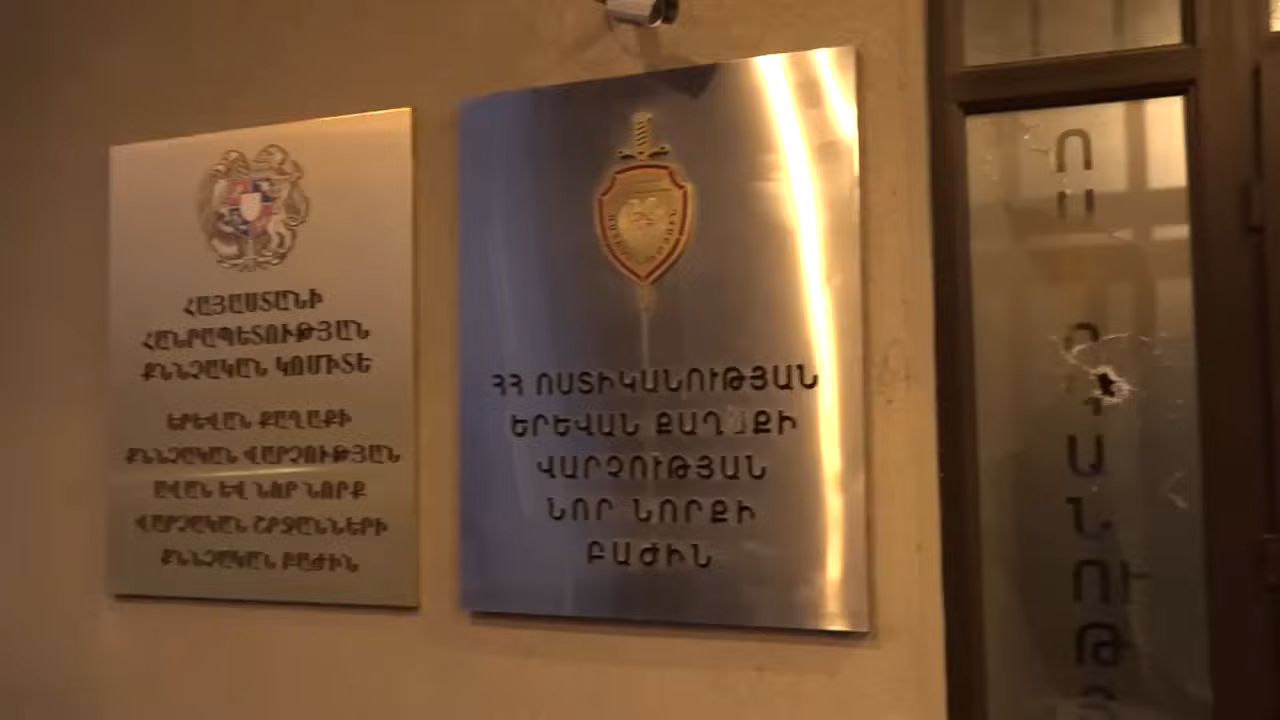 ՀԱՅԱՍՏԱՆԻ
ՀԱՆՐԱՊԵՏՈՒԹՅԱՆ
ՔՆՆՉԱԿԱՆ ԿՈՄԻՏԵ
ԵՐԵՎԱՆ ՔԱՂԱՔԻ
ՔՆՆՉԱԿԱՆ ՎԱՐՉՈՒԹՅԱՆ
ԱՎԱՆ ԵՎ ՆՈՐ ՆՈՐՔ
ՎԱՐՉԱԿԱՆ ՇՐՋԱՆՆԵՐԻ
ՔՆՆՉԱԿԱՆ ԲԱԺԻՆ
ՀՀ ՈՍՏԻԿԱՆՈՒԹՅԱՆ
ԵՐԵՎԱՆ ՔԱՂԱՔԻ
ՎԱՐՉՈՒԹՅԱՆ
ՆՈՐ ՆՈՐՔԻ
ԲԱԺԻՆ